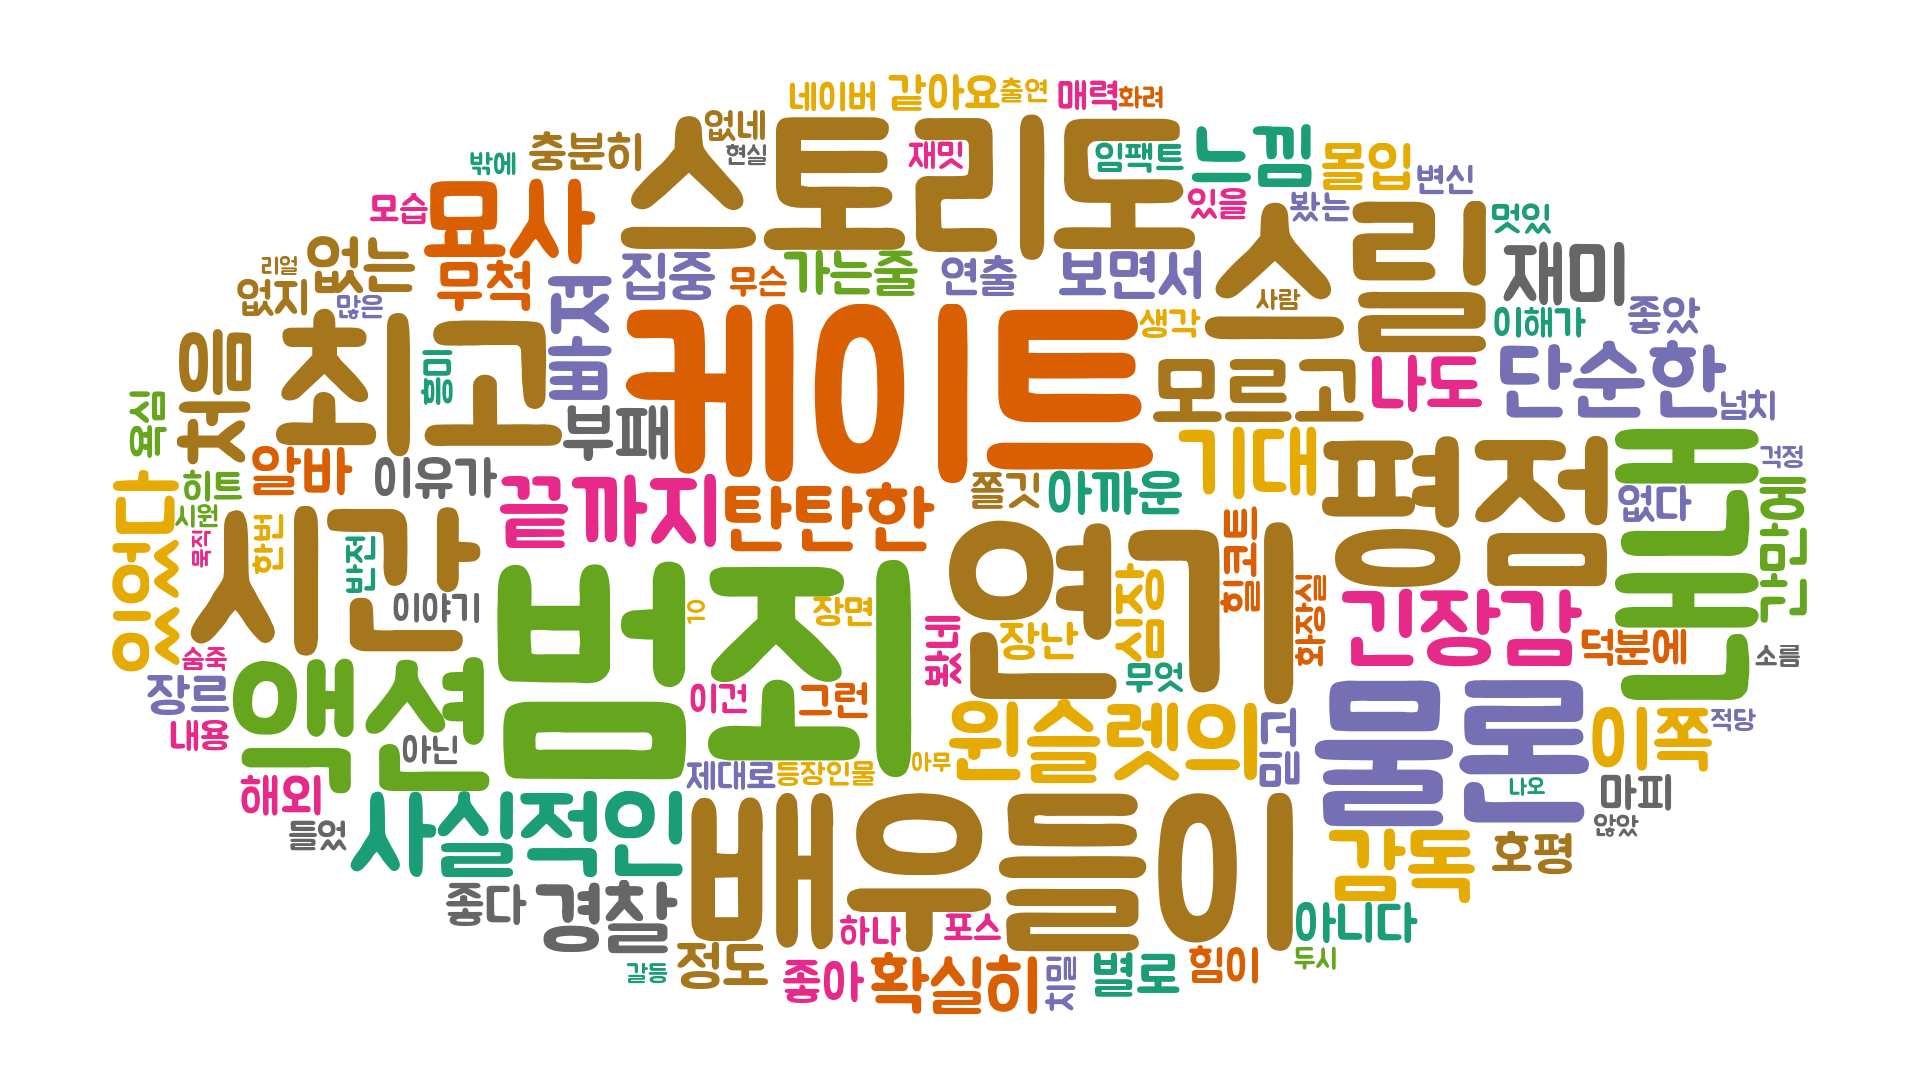 네이버
같아요
출연
매력
화려
없네
현실
충분히
밖에
스토리도
재밋
임팩트
느낌
몰입
변신
있을
봤는
멋있
모습
묘사
무척
리얼
없는
없지
많은
버저
집중
무슨
가는줄
연출
보면서
스릴
사람
재미
이해가
좋았
처음
최고
흥미
케이트
생각
모르고
나도
단순한
넘치
욕심
부패
알바
이유가
히트
시원
있었다
끝까지
탄탄한
쫄깃
아까운
기대
평점
눈
없다
걱정
간만에
묵직
한번
반전
시간
이야기
범죄
10
장면
연기
심장
힐코트
화장실
긴장감
덕분에
소름
숨죽
장르
내용
액션
아닌
이건
그런
봤네
장난
무엇
윈슬렛의
믿고
물론
이쪽
적당
해외
들었
사실적인
제대로
등장인물
아무
나오
마피
않았
좋다
경찰
배우들이
감독
호평
하나
포스
아니다
갈등
정도
좋아
확실히
치밀
별로
힘이
두시